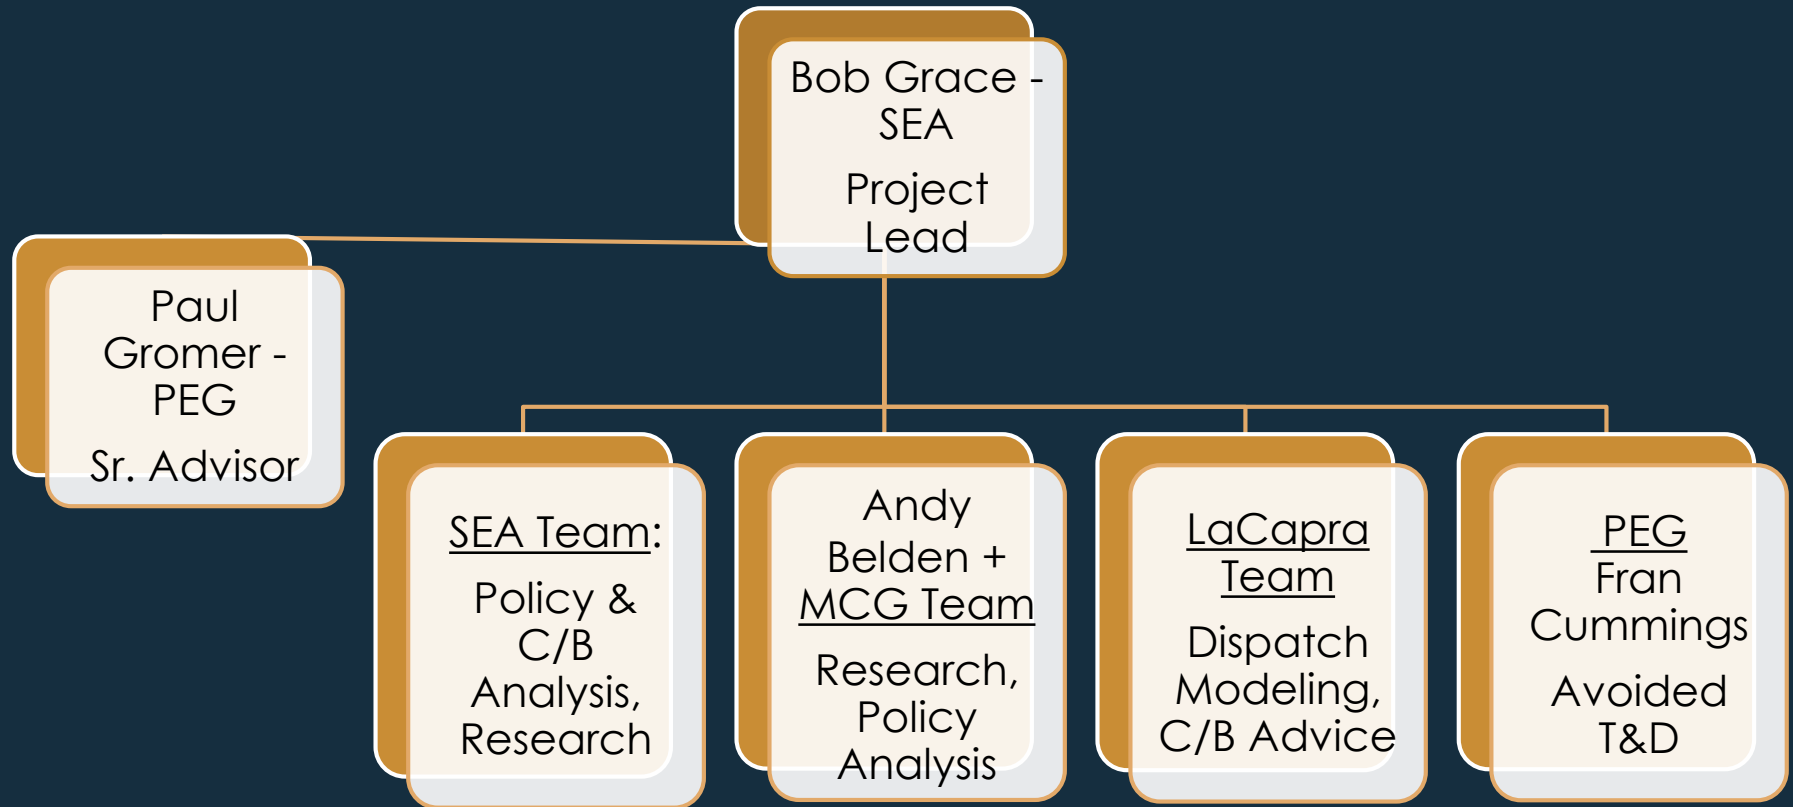 Bob Grace -
SEA
Project
Lead
Paul
Gromer -
PEG
Sr. Advisor
SEA Team:
Policy &
C/B
Analysis,
Research
Andy
Belden +
MCG Team
Research,
Policy
Analysis
LaCapra
Team
Dispatch
Modeling,
C/B Advice
PEG
Fran
Cummings
Avoided
T&D